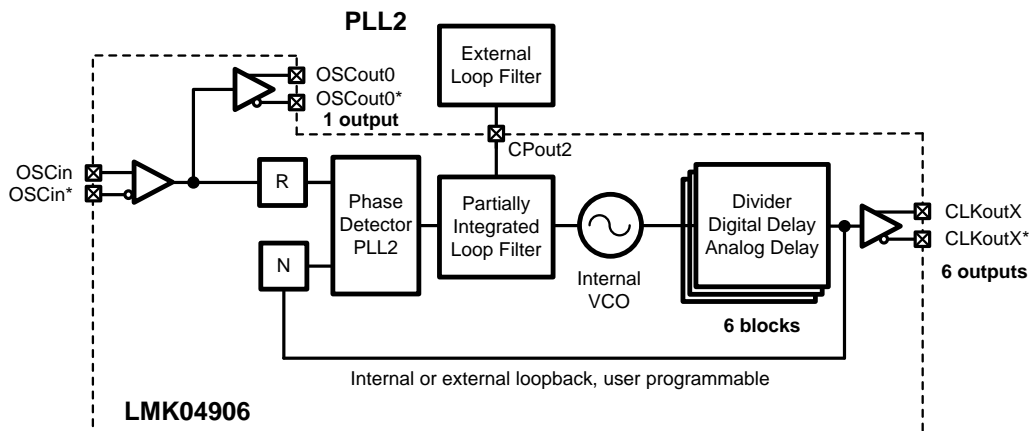 PLL2
External
Loop Filter
OSCout0
OSCout0*
1 output
CPout2
OSCin
OSCin*
R
Phase
Detector
PLL2
Partially
Integrated
Loop Filter
Divider
Digital Delay
Analog Delay
CLKoutX
CLKoutX*
6 outputs
N
Internal
VCO
6 blocks
Internal or external loopback, user programmable
LMK04906